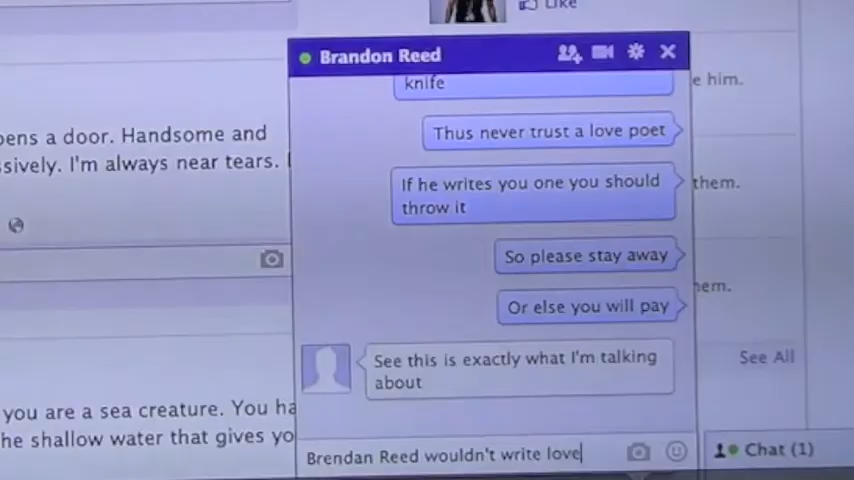 Like
Brandon Reed
knife
e him.
pens a door. Handsome and
Thus never trust a love poet
ssively. I'm always near tears.
If he writes you one you should
throw it
them.
So please stay away
em.
Or else you will pay
See this is exactly what I'm talking
about
See All
you are a sea creature. You ha
he shallow water that gives yo
Brendan Reed wouldn't write love
Chat (1)